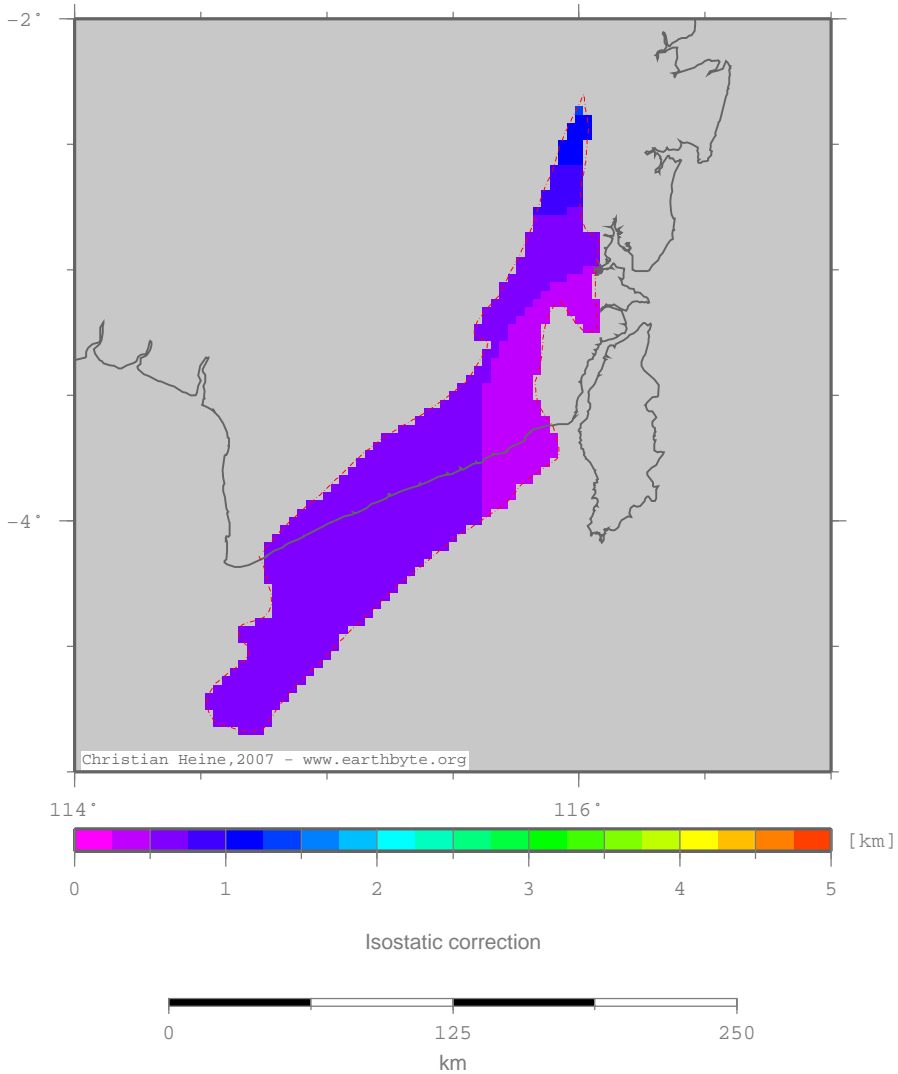 −2°
−4°
Christian Heine,2007 − www.earthbyte.org
114° 116°
[km]
0 1 2 3 4 5
Isostatic correction
0 125 250
km